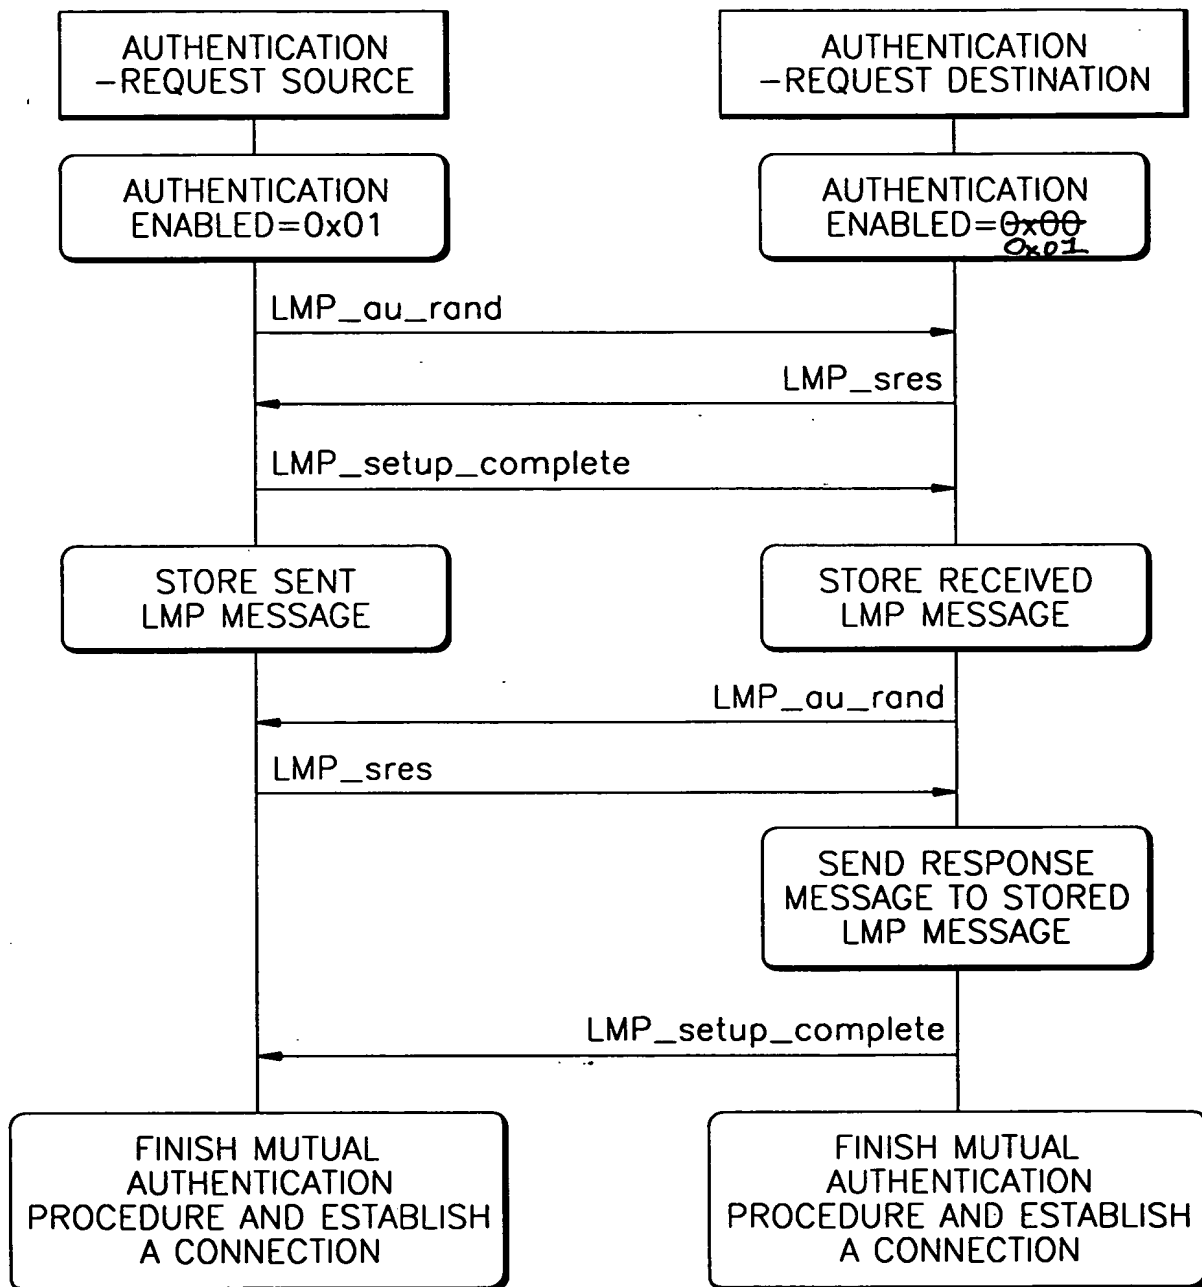 AUTHENTICATION
-REQUEST SOURCE
AUTHENTICATION
-REQUEST DESTINATION
AUTHENTICATION
ENABLED=0x01
AUTHENTICATION
ENABLED=0x00
0x01
LMP_au_rand
LMP_sres
LMP_setup_complete
STORE SENT
LMP MESSAGE
STORE RECEIVED
LMP MESSAGE
LMP_au_rand
LMP_sres
SEND RESPONSE
MESSAGE TO STORED
LMP MESSAGE
LMP_setup_complete
FINISH MUTUAL
AUTHENTICATION
PROCEDURE AND ESTABLISH
A CONNECTION
FINISH MUTUAL
AUTHENTICATION
PROCEDURE AND ESTABLISH
A CONNECTION